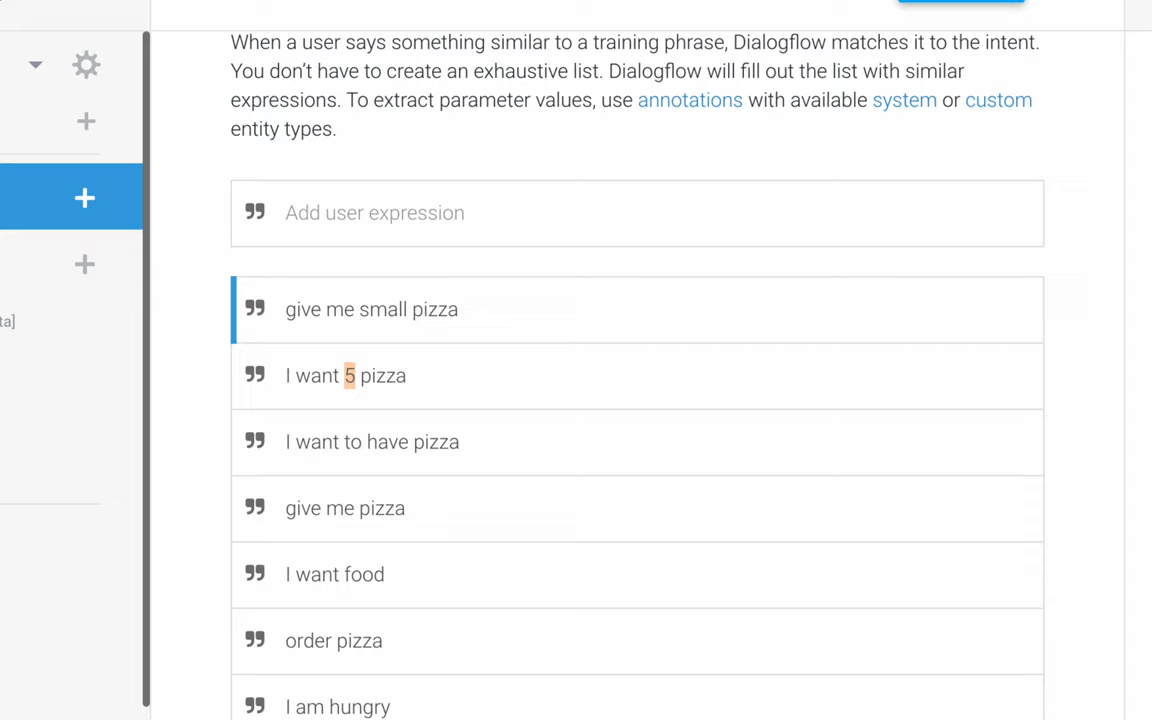 When a user says something similar to a training phrase, Dialogflow matches it to the intent.
You don't have to create an exhaustive list. Dialogflow will fill out the list with similar
expressions. To extract parameter values, use annotations with available system or custom
entity types.
Add user expression
give me small pizza
I want 5 pizza
ta]
I want to have pizza
give me pizza
I want food
order pizza
I am hungry